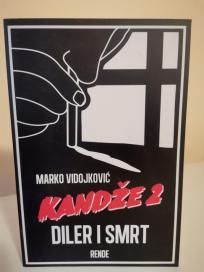 MARKO VIDOJKOVIĆ
KANDŽE 2
DILER I SMRT
RENDE